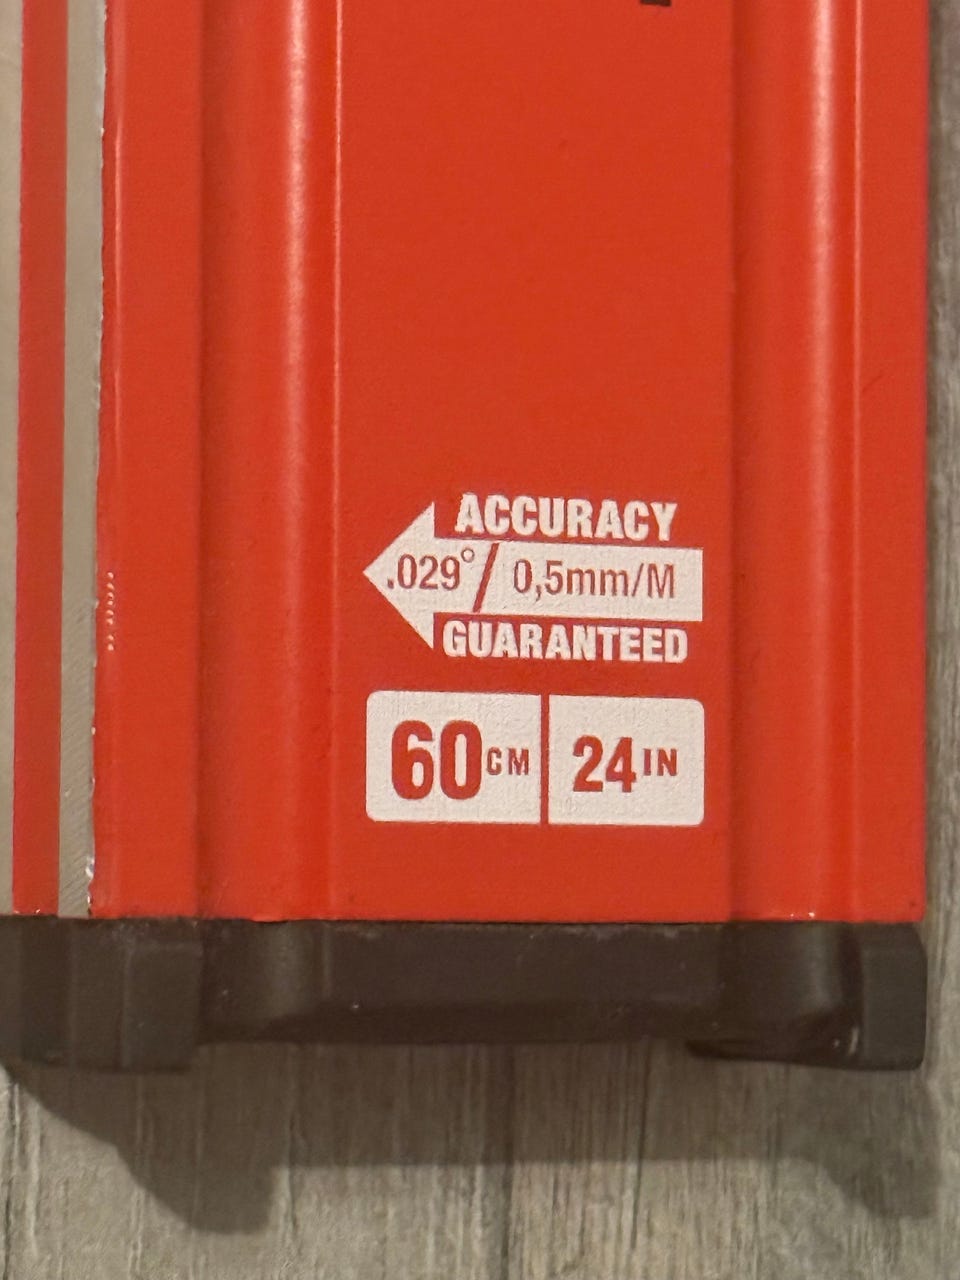 ACCURACY
.029°/ 0,5mm/M
GUARANTEED
60CM 24IN